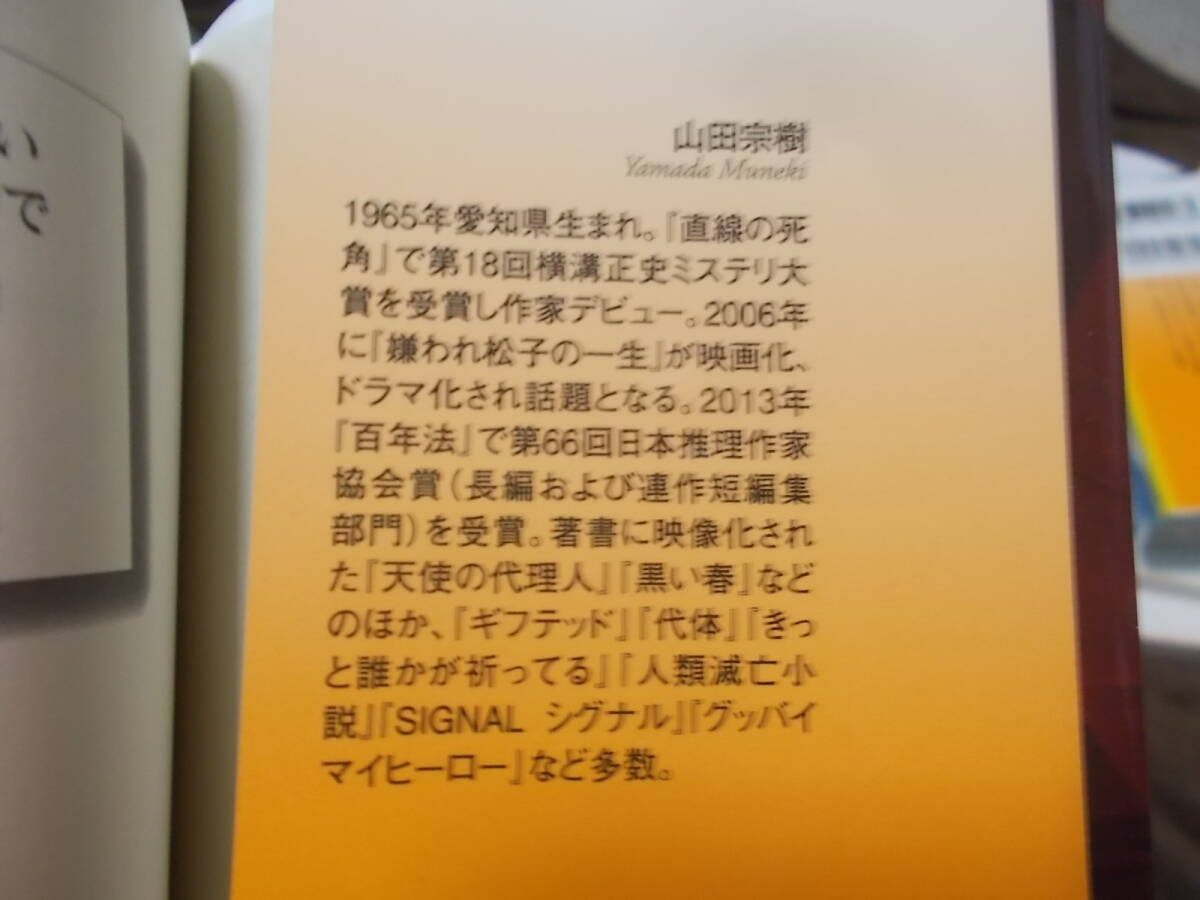 い
で
山田宗樹
Yamada Muneki
1965年愛知県生まれ。『直線の死
角』で第18回横溝正史ミステリ大
賞を受賞し作家デビュー。2006年
に『嫌われ松子の一生』が映画化、
ドラマ化され話題となる。2013年
『百年法』で第66回日本推理作家
協会賞(長編および連作短編集
部門)を受賞。著書に映像化され
た『天使の代理人』『黒い春』など
のほか、『ギフテッド』『代体』『きっ
と誰かが祈ってる』『人類滅亡小
説』『SIGNAL シグナル』『グッバイ
マイヒーロー』など多数。